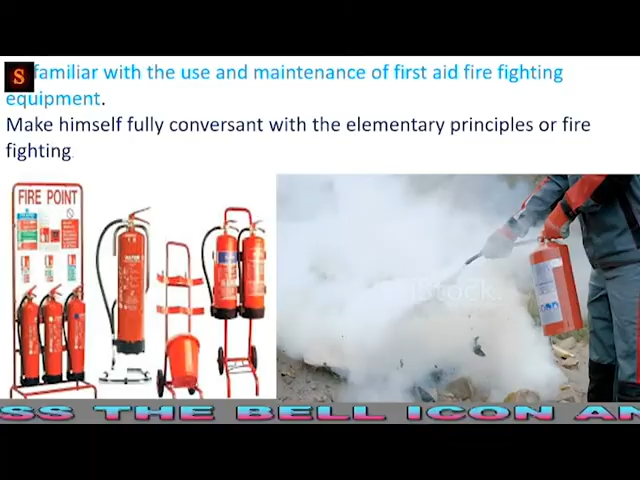 S familiar with the use and maintenance of first aid fire fighting
equipment.
Make himself fully conversant with the elementary principles or fire
fighting
FIRE POINT
iStock
SS THE BELL ICON AN